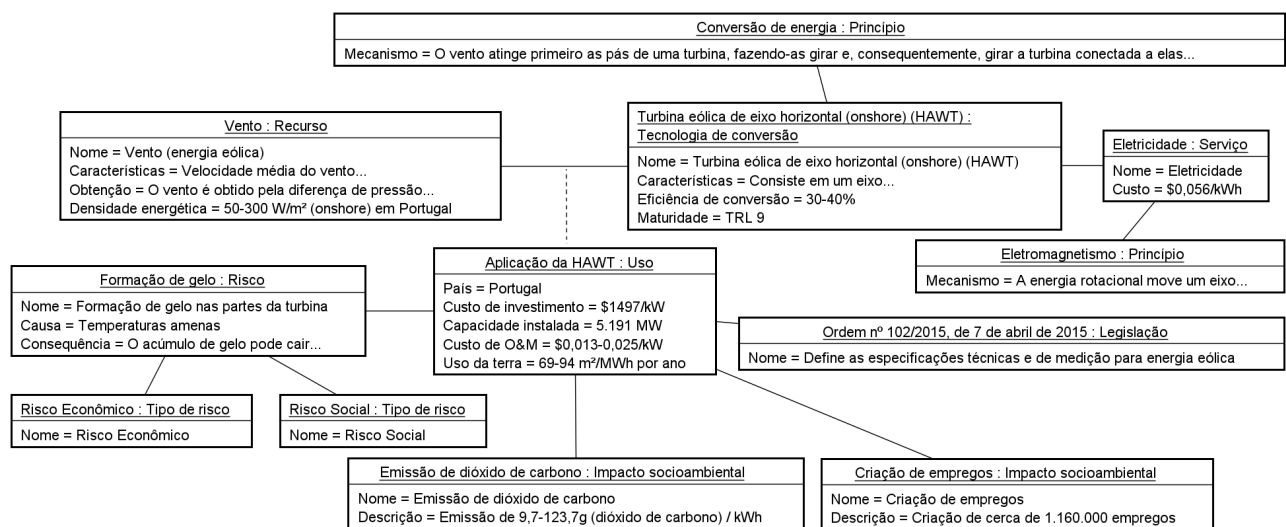 Conversão de energia : Princípio
Mecanismo = O vento atinge primeiro as pás de uma turbina, fazendo-as girar e, consequentemente, girar a turbina conectada a elas...
Vento : Recurso
Nome = Vento (energia eólica)
Características = Velocidade média do vento...
Obtenção = O vento é obtido pela diferença de pressão...
Densidade energética = 50-300 W/m² (onshore) em Portugal
Turbina eólica de eixo horizontal (onshore) (HAWT) :
Tecnologia de conversão
Nome = Turbina eólica de eixo horizontal (onshore) (HAWT)
Características = Consiste em um eixo...
Eficiência de conversão = 30-40%
Maturidade = TRL 9
Eletricidade : Serviço
Nome = Eletricidade
Custo = $0,056/kWh
Eletromagnetismo : Princípio
Mecanismo = A energia rotacional move um eixo...
Formação de gelo : Risco
Nome = Formação de gelo nas partes da turbina
Causa = Temperaturas amenas
Consequência = O acúmulo de gelo pode cair...
Aplicação da HAWT : Uso
País = Portugal
Custo de investimento = $1497/kW
Capacidade instalada = 5.191 MW
Custo de O&M = $0,013-0,025/kW
Uso da terra = 69-94 m²/MWh por ano
Ordem nº 102/2015, de 7 de abril de 2015 : Legislação
Nome = Define as especificações técnicas e de medição para energia eólica
Risco Econômico : Tipo de risco
Nome = Risco Econômico
Risco Social : Tipo de risco
Nome = Risco Social
Emissão de dióxido de carbono : Impacto socioambiental
Nome = Emissão de dióxido de carbono
Descrição = Emissão de 9,7-123,7g (dióxido de carbono) / kWh
Criação de empregos : Impacto socioambiental
Nome = Criação de empregos
Descrição = Criação de cerca de 1.160.000 empregos